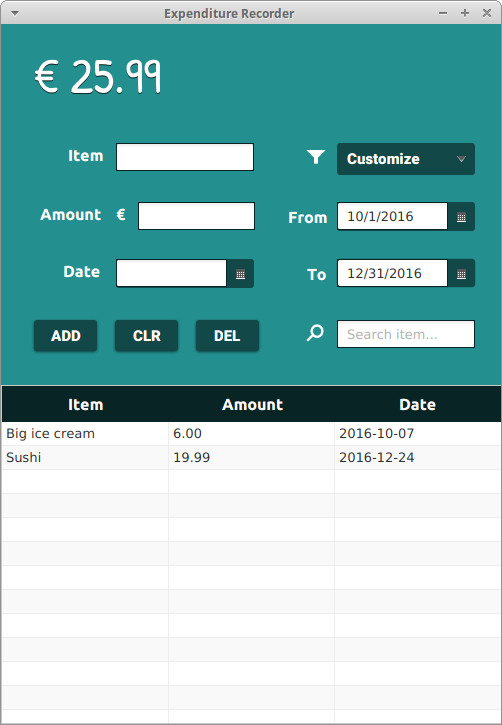 Expenditure Recorder
€ 25.99
Item
Customize
Amount €
From 10/1/2016
Date
To 12/31/2016
ADD CLR DEL
Search item...
Item Amount Date
Big ice cream 6.00 2016-10-07
Sushi 19.99 2016-12-24